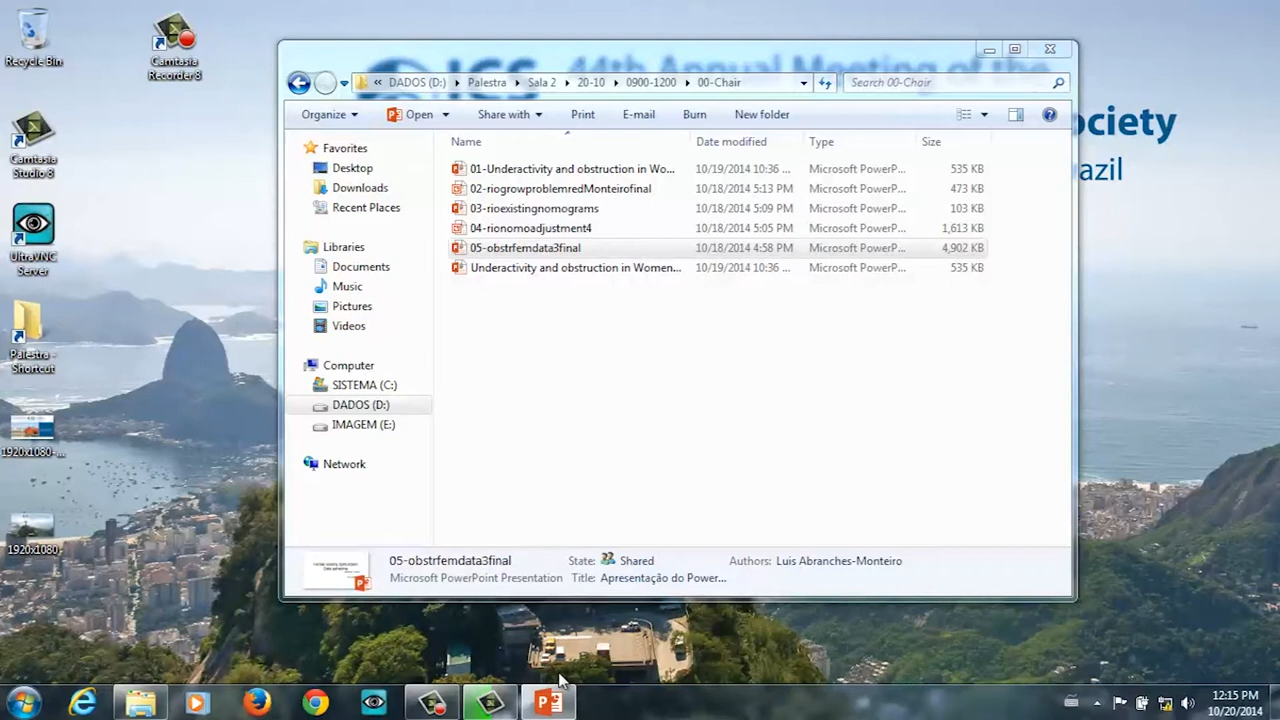 Recycle Bin
Camtasia
Recorder 8
Camtasia
Studio 8
UltraVNC
Server
Palestra -
Shortcut
1920x1080-...
1920x1080-
ICS 44th Annual Meeting of the
ociety
azil
« DADOS (D:) Palestra Sala 2 20-10 0900-1200 00-Chair
Search 00-Chair
Organize Open Share with Print E-mail Burn New folder
Favorites
Desktop
Downloads
Recent Places
Libraries
Documents
Music
Pictures
Videos
Computer
SISTEMA (C:)
DADOS (D:)
IMAGEM (E:)
Network
Name Date modified Type Size
01-Underactivity and obstruction in Wo... 10/19/2014 10:36 ... Microsoft PowerP... 535 KB
02-riogrowproblemredMonteirofinal 10/18/2014 5:13 PM Microsoft PowerP... 473 KB
03-rioexistingnomograms 10/18/2014 5:09 PM Microsoft PowerP... 103 KB
04-rionomoadjustment4 10/18/2014 5:05 PM Microsoft PowerP... 1,613 KB
05-obstrfemdata3final 10/18/2014 4:58 PM Microsoft PowerP... 4,902 KB
Underactivity and obstruction in Women... 10/19/2014 10:36 ... Microsoft PowerP... 535 KB
05-obstrfemdata3final State: Shared Authors: Luis Abranches-Monteiro
Microsoft PowerPoint Presentation Title: Apresentação do Power...
12:15 PM
10/20/2014